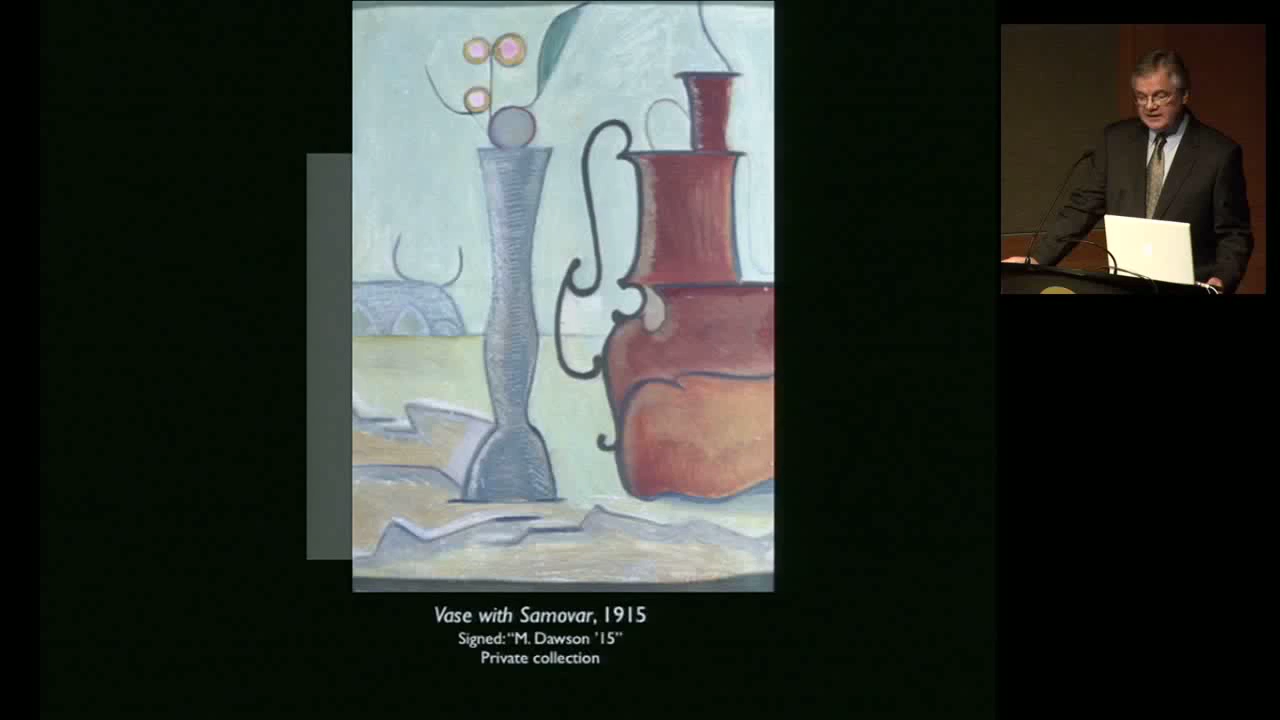 Vase with Samovar, 1915
Signed: “M. Dawson ’15”
Private collection